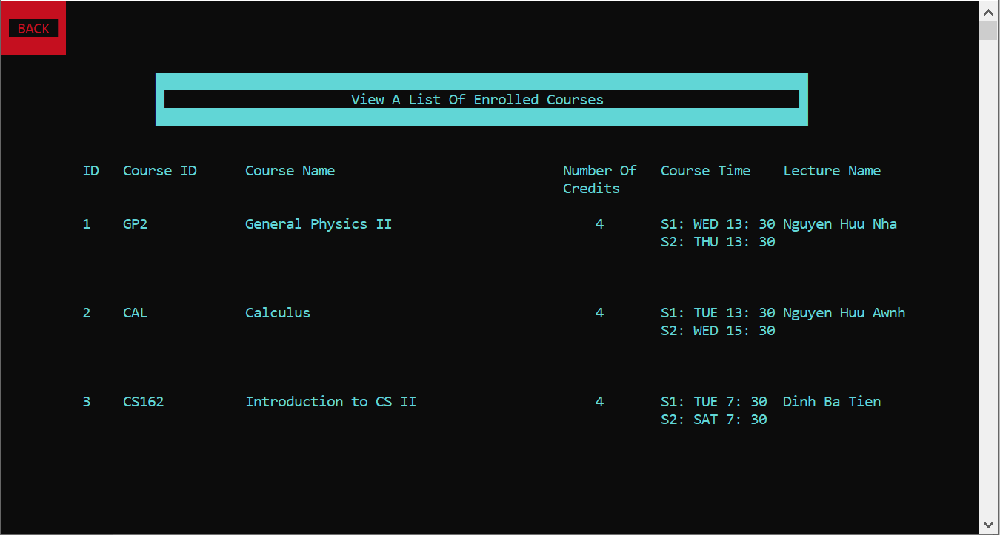 BACK
View A List Of Enrolled Courses
ID Course ID Course Name Number Of Course Time Lecture Name
Credits
1 GP2 General Physics II 4 S1: WED 13: 30 Nguyen Huu Nha
S2: THU 13: 30
2 CAL Calculus 4 S1: TUE 13: 30 Nguyen Huu Awnh
S2: WED 15: 30
3 CS162 Introduction to CS II 4 S1: TUE 7: 30 Dinh Ba Tien
S2: SAT 7: 30